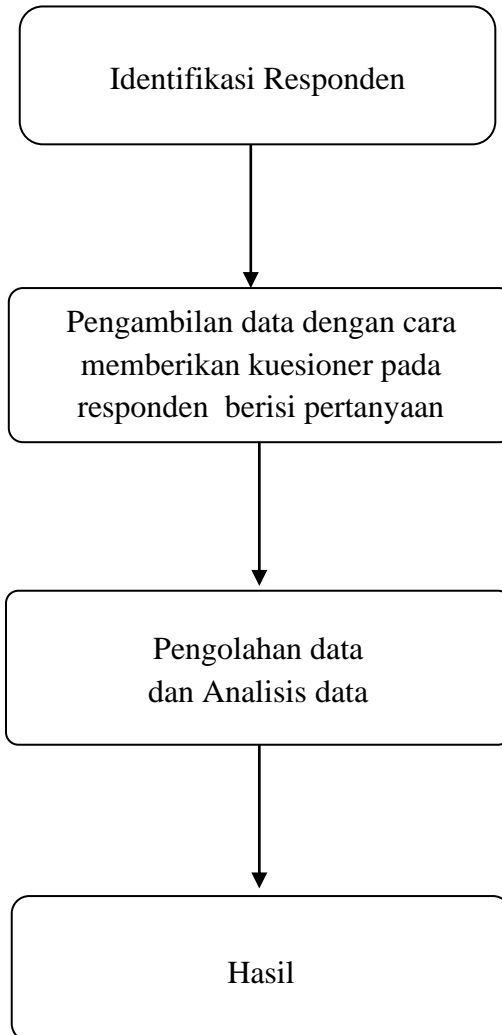 Identifikasi Responden
Pengambilan data dengan cara
memberikan kuesioner pada
responden  berisi pertanyaan
Pengolahan data
dan Analisis data
Hasil